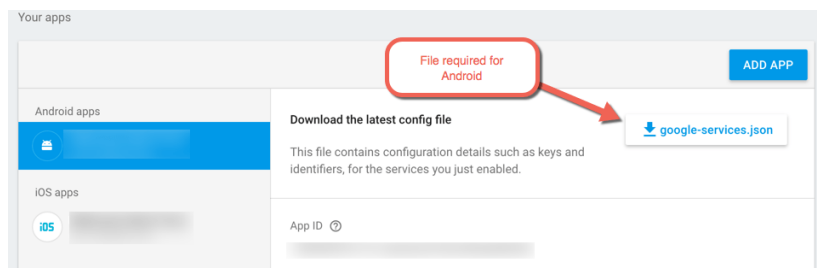 Your apps
File required for
Android
ADD APP
Android apps
Download the latest config file
google-services.json
This file contains configuration details such as keys and
identifiers, for the services you just enabled.
iOS apps
iOS
App ID